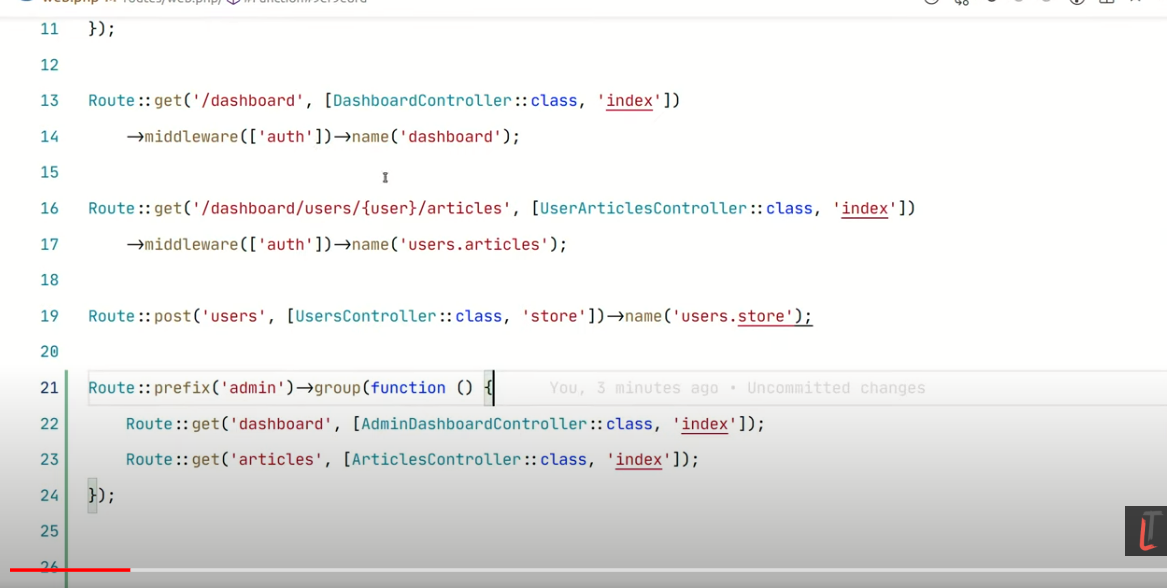 web.php M routes/web.php/
11 });
12
13 Route::get('/dashboard', [DashboardController::class, 'index'])
14 ->middleware(['auth'])->name('dashboard');
15
16 Route::get('/dashboard/users/{user}/articles', [UserArticlesController::class, 'index'])
17 ->middleware(['auth'])->name('users.articles');
18
19 Route::post('users', [UsersController::class, 'store'])->name('users.store');
20
21 Route::prefix('admin')->group(function () { You, 3 minutes ago • Uncommitted changes
22 Route::get('dashboard', [AdminDashboardController::class, 'index']);
23 Route::get('articles', [ArticlesController::class, 'index']);
24 });
25
26
LT